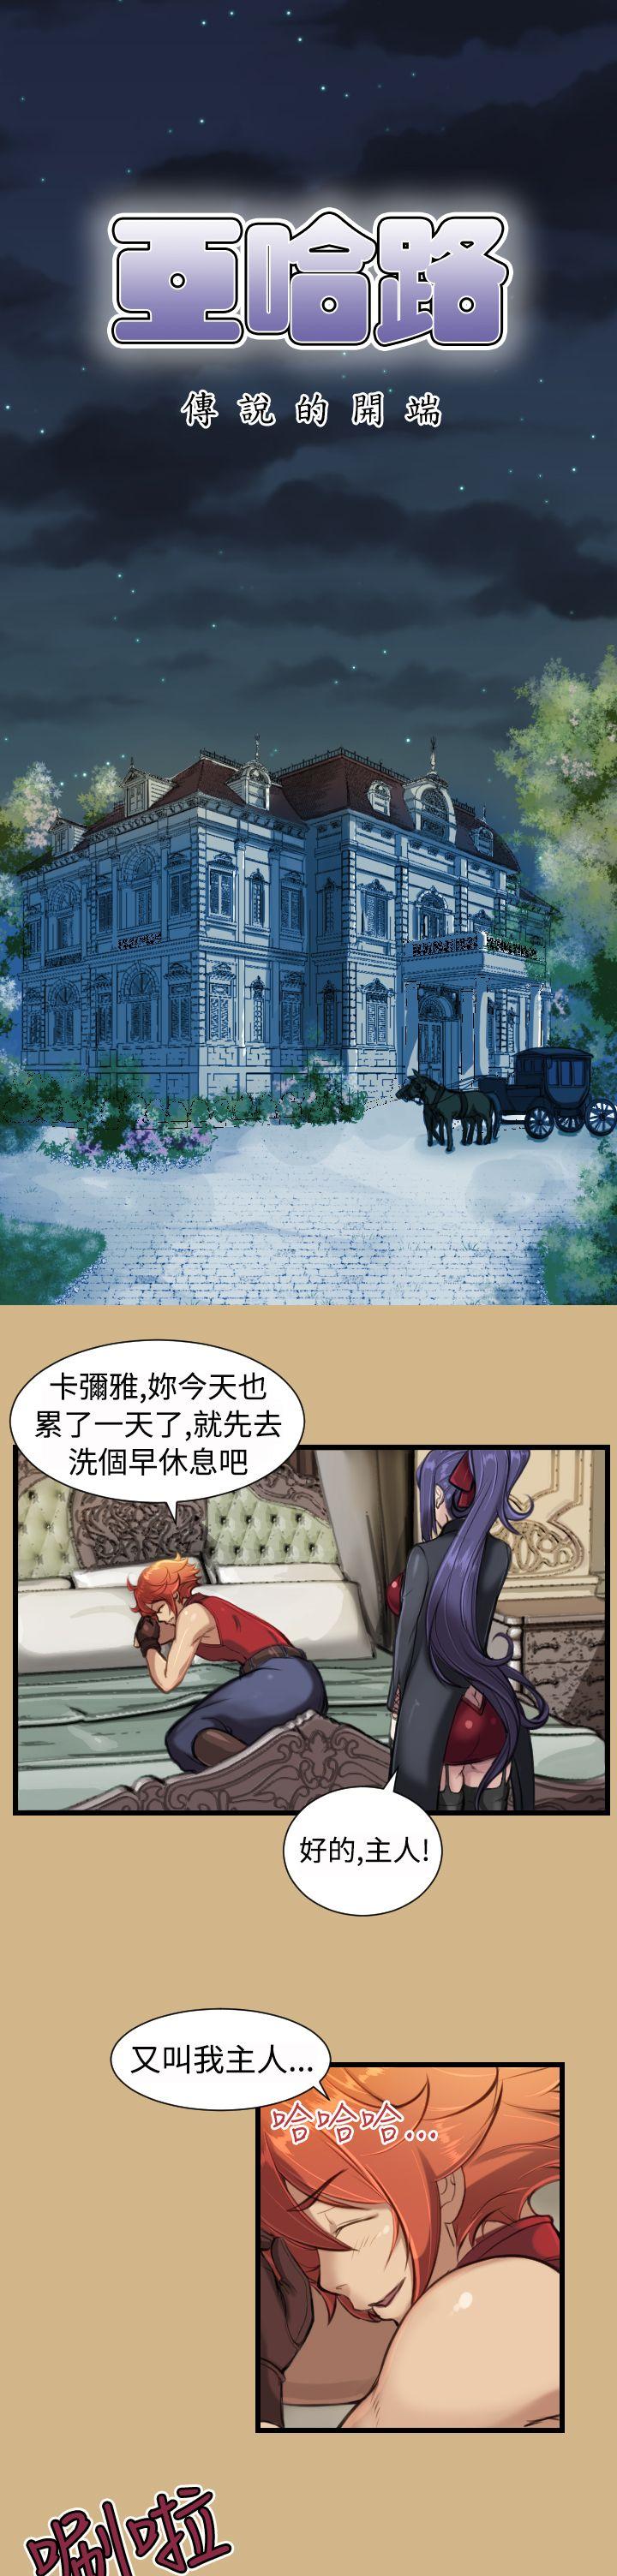 亞哈路
傳說的開端
卡彌雅,妳今天也
累了一天了,就先去
洗個早休息吧
好的,主人!
又叫我主人...
哈哈哈...
唰啦